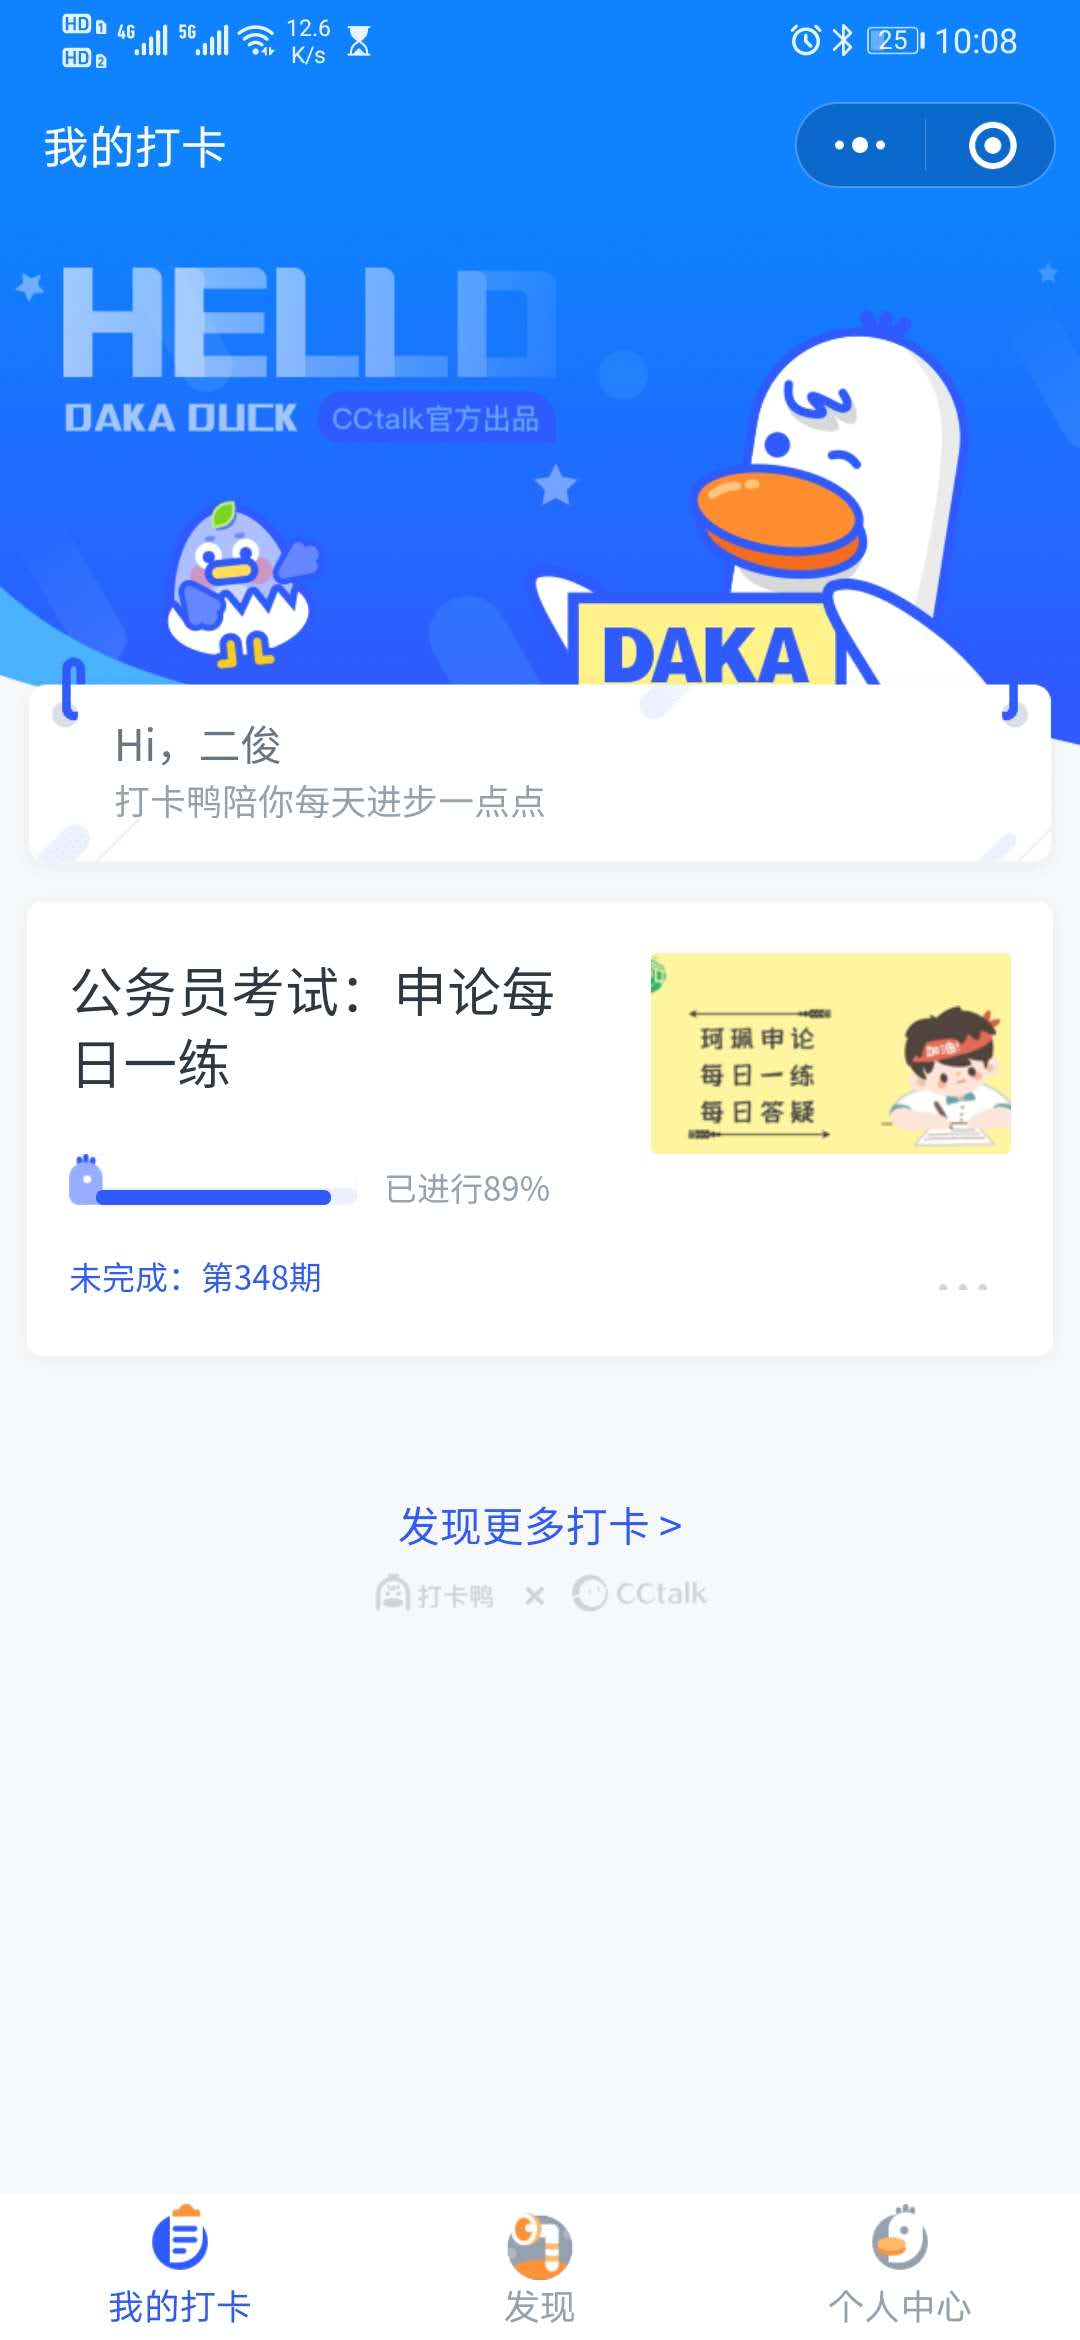 HD 1 4G 5G 12.6 K/s 25 10:08
HD 2
我的打卡
HELLO
DAKA DUCK CCtalk官方出品
DAKA
Hi，二俊
打卡鸭陪你每天进步一点点
公务员考试：申论每
日一练
珂珮申论
每日一练
每日答疑
加油!
已进行89%
未完成：第348期
发现更多打卡 >
打卡鸭 × CCtalk
我的打卡 发现 个人中心